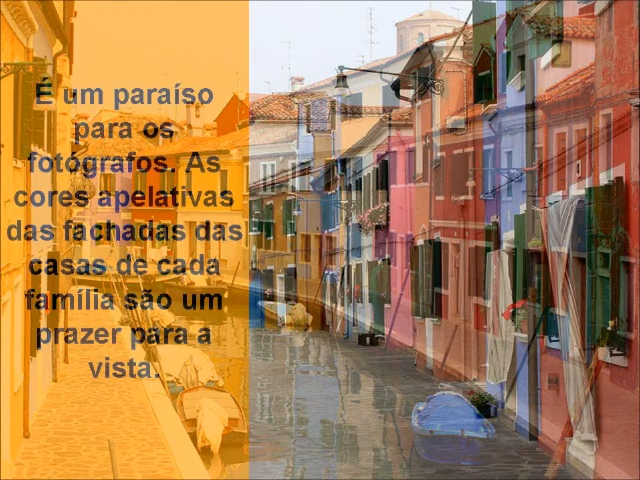 É um paraíso
para os
fotógrafos. As
cores apelativas
das fachadas das
casas de cada
família são um
prazer para a
vista.